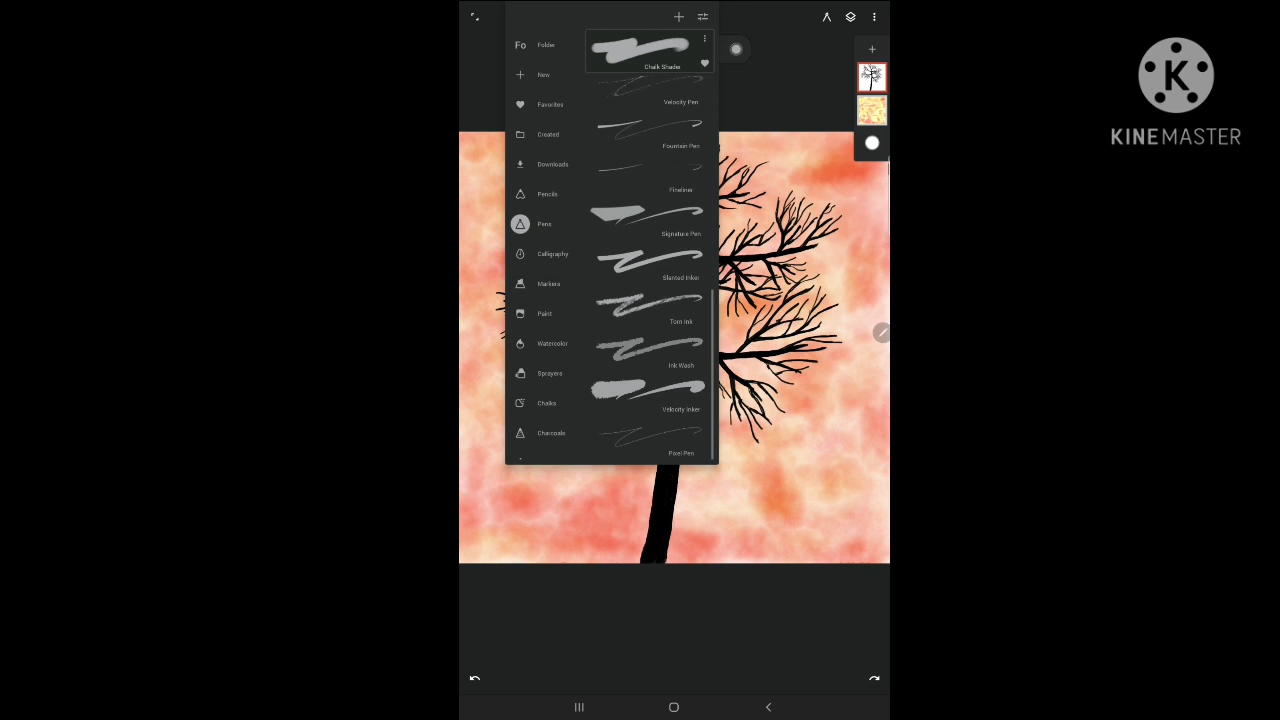 Fo Folder
New
Favorites
Created
Downloads
Pencils
Pens
Calligraphy
Markers
Paint
Watercolor
Sprayers
Chalks
Charcoals
Chalk Shader
Velocity Pen
Fountain Pen
Fineliner
Signature Pen
Slanted Inker
Torn Ink
Ink Wash
Velocity Inker
Pixel Pen
K
KINEMASTER